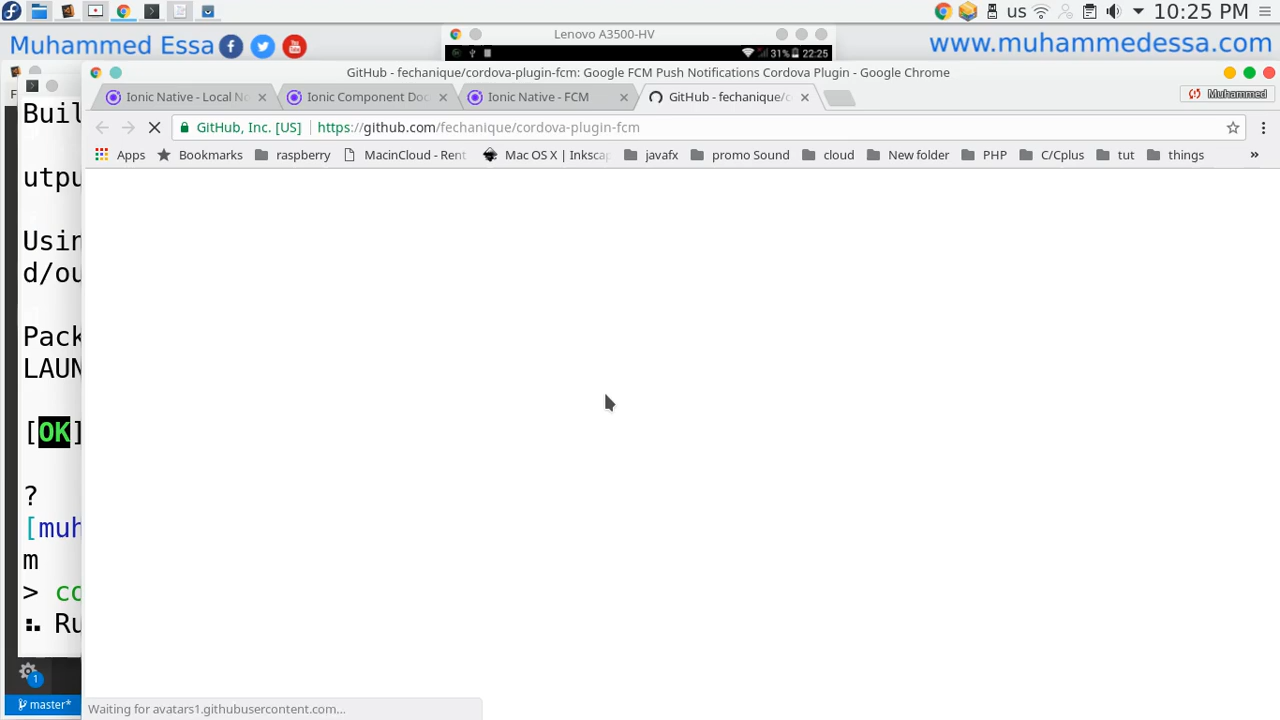 us 10:25 PM
Muhammed Essa
Lenovo A3500-HV
www.muhammedessa.com
31% 22:25
GitHub - fechanique/cordova-plugin-fcm: Google FCM Push Notifications Cordova Plugin - Google Chrome
F
Ionic Native - Local No
Ionic Component Doc
Ionic Native - FCM
GitHub - fechanique/c
Muhammed
GitHub, Inc. [US] https://github.com/fechanique/cordova-plugin-fcm
Apps Bookmarks raspberry MacinCloud - Rent Mac OS X | Inkscap javafx promo Sound cloud New folder PHP C/Cplus tut things »
Buil
utpu
Usin
d/ou
Pack
LAUN
[OK]
?
[muh
m
> co
Ru
1
master*
Waiting for avatars1.githubusercontent.com...